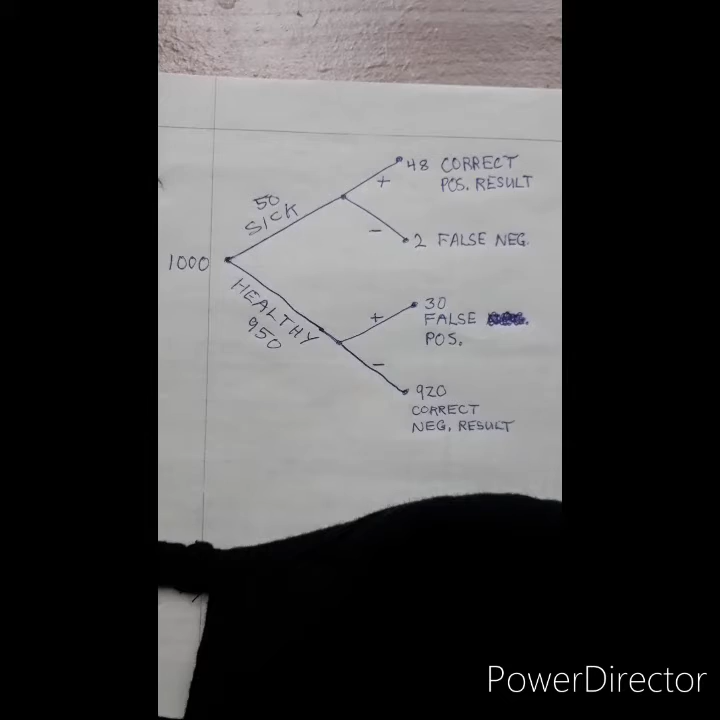 48 CORRECT
POS. RESULT
50
SICK
+
-
2 FALSE NEG.
1000
HEALTHY
950
+
-
30
FALSE
POS.
920
CORRECT
NEG. RESULT
PowerDirector